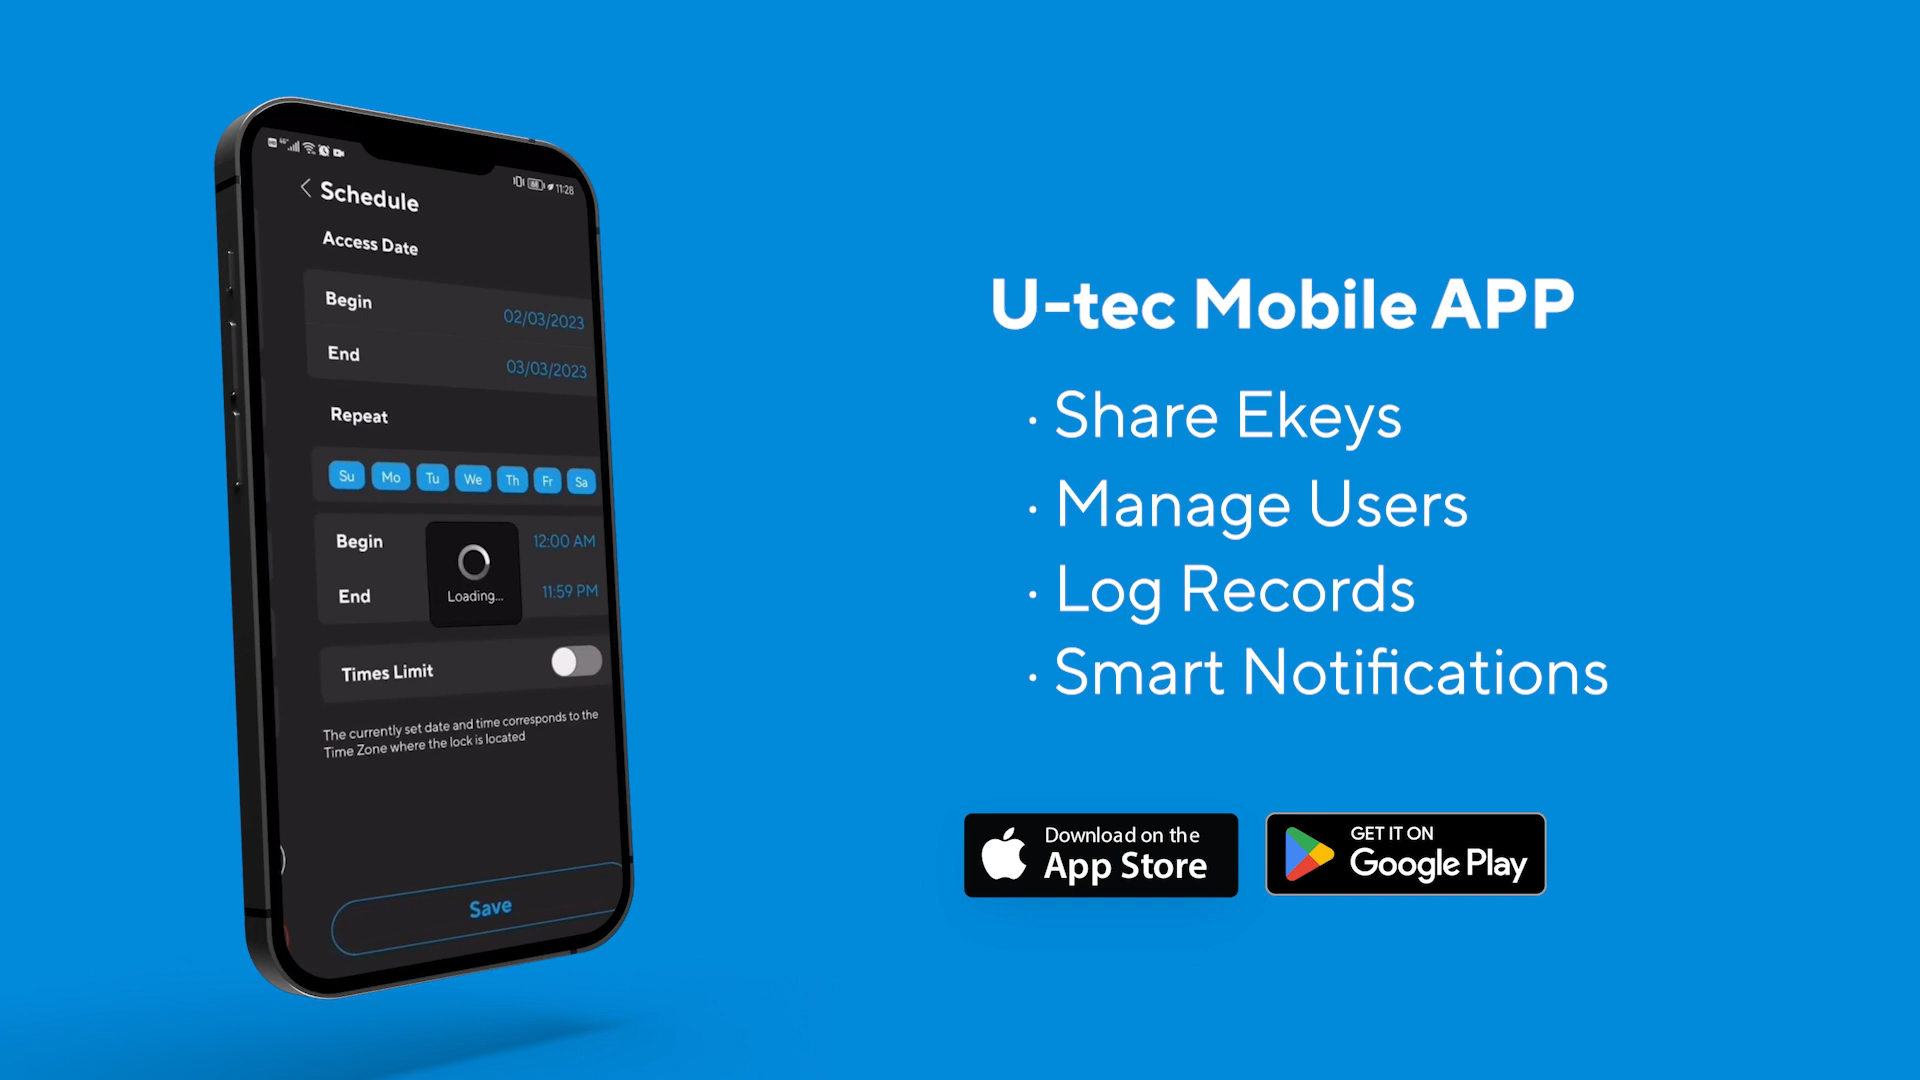 11:28
Schedule
Access Date
Begin
02/03/2023
End
03/03/2023
Repeat
Su Mo Tu We Th Fr Sa
Begin
12:00 AM
End
11:59 PM
Loading...
Times Limit
The currently set date and time corresponds to the
Time Zone where the lock is located
Save
U-tec Mobile APP
· Share Ekeys
· Manage Users
· Log Records
· Smart Notifications
Download on the
App Store
GET IT ON
Google Play